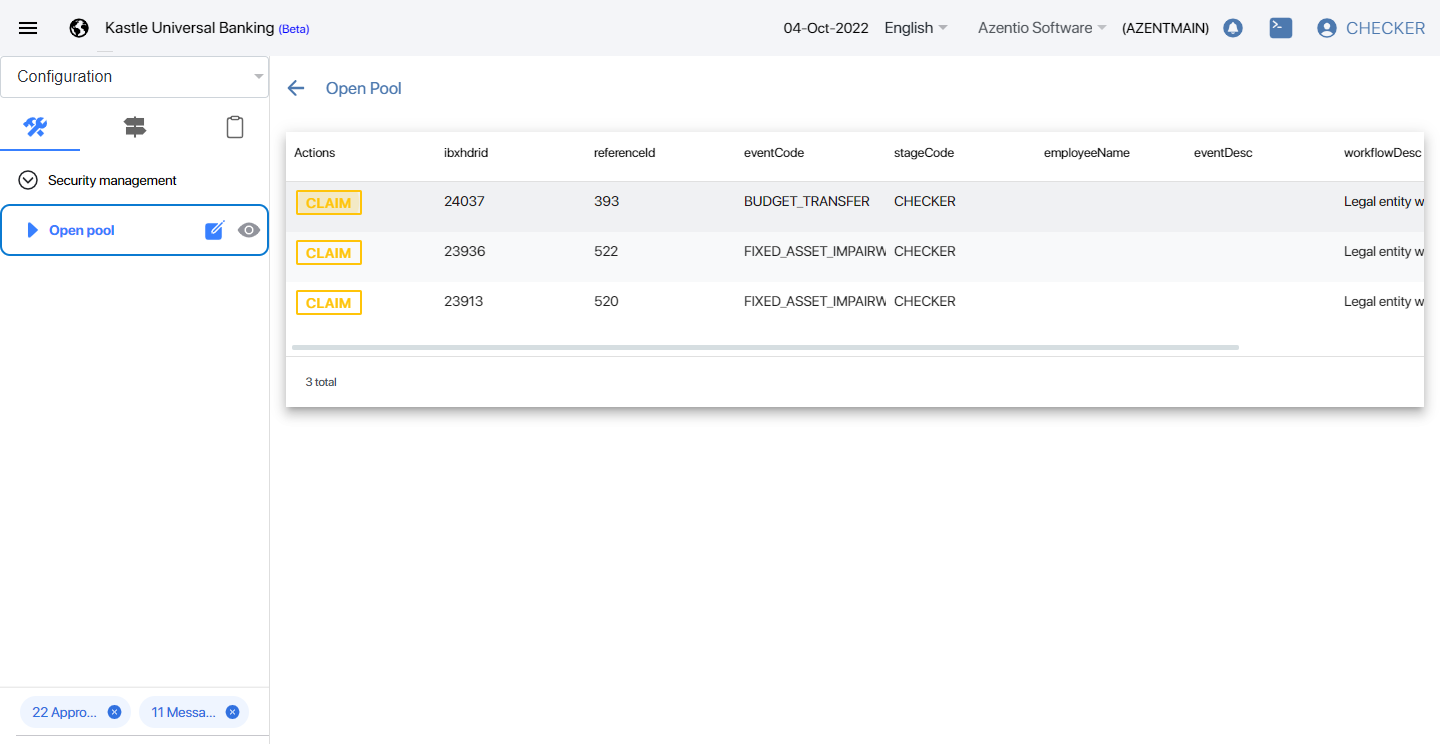 Kastle Universal Banking (Beta) 04-Oct-2022 English Azentio Software (AZENTMAIN) CHECKER
Configuration
Security management
Open pool
22 Appro... 11 Messa...
Open Pool
Actions ibxhdrid referenceId eventCode stageCode employeeName eventDesc workflowDesc
CLAIM 24037 393 BUDGET_TRANSFER CHECKER Legal entity w
CLAIM 23936 522 FIXED_ASSET_IMPAIRW CHECKER Legal entity w
CLAIM 23913 520 FIXED_ASSET_IMPAIRW CHECKER Legal entity w
3 total